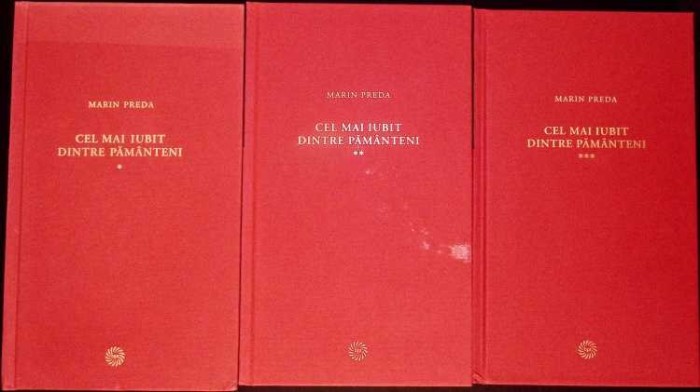 MARIN PREDA
CEL MAI IUBIT
DINTRE PĂMÂNTENI
*
MARIN PREDA
CEL MAI IUBIT
DINTRE PĂMÂNTENI
**
MARIN PREDA
CEL MAI IUBIT
DINTRE PĂMÂNTENI
***